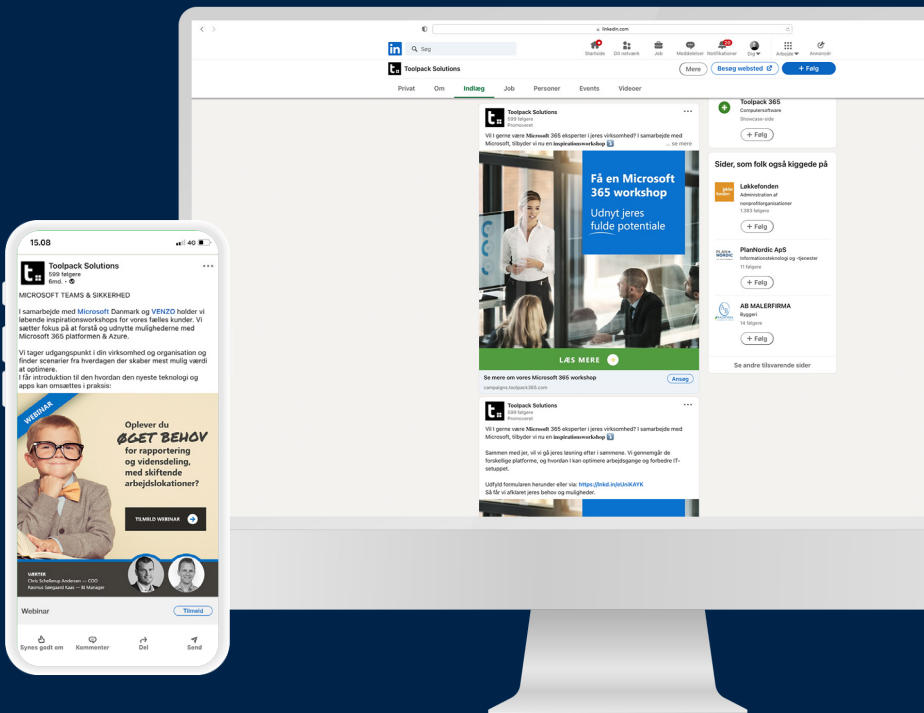 linkedin.com
in
Søg
Startside
Dit netværk
Job
Meddelelser
Notifikationer
Dig
Arbejde
Annoncér
Toolpack Solutions
Mere
Besøg websted
+ Følg
Privat
Om
Indlæg
Job
Personer
Events
Videoer
t:.
Toolpack Solutions
599 følgere
Promoveret
Vil I gerne være Microsoft 365 eksperter i jeres virksomhed? I samarbejde med
Microsoft, tilbyder vi nu en inspirationsworkshop
... se mere
Få en Microsoft
365 workshop
Udnyt jeres
fulde potentiale
LÆS MERE
Se mere om vores Microsoft 365 workshop
campaigns.toolpack365.com
Ansøg
t:.
Toolpack Solutions
599 følgere
Promoveret
Vil I gerne være Microsoft 365 eksperter i jeres virksomhed? I samarbejde med
Microsoft, tilbyder vi nu en inspirationsworkshop
Sammen med jer, vil vi gå jeres løsning efter i sømmene. Vi gennemgår de
forskellige platforme, og hvordan I kan optimere arbejdsgange og forbedre IT-
setuppet.
Udfyld formularen herunder eller via: https://lnkd.in/eUniKAYK
Så får vi afklaret jeres behov og muligheder.
Toolpack 365
Computersoftware
Showcase-side
+ Følg
Sider, som folk også kiggede på
Løkkefonden
Administration af
nonprofitorganisationer
1.383 følgere
+ Følg
PLAN
NORDIC
PlanNordic ApS
Informationsteknologi og -tjenester
11 følgere
+ Følg
AB MALERFIRMA
Byggeri
14 følgere
+ Følg
Se andre tilsvarende sider
15.08
4G
t:.
Toolpack Solutions
599 følgere
6md.
MICROSOFT TEAMS & SIKKERHED
I samarbejde med Microsoft Danmark og VENZO holder vi
løbende inspirationsworkshops for vores fælles kunder. Vi
sætter fokus på at forstå og udnytte mulighederne med
Microsoft 365 platformen & Azure.
Vi tager udgangspunkt i din virksomhed og organisation og
finder scenarier fra hverdagen der skaber mest mulig værdi
at optimere.
I får introduktion til den hvordan den nyeste teknologi og
apps kan omsættes i praksis:
WEBINAR
Oplever du
ØGET BEHOV
for rapportering
og vidensdeling,
med skiftende
arbejdslokationer?
TILMELD WEBINAR
VÆRTER
Chris Schellerup Andersen — COO
Rasmus Søegaard Kaas — BI Manager
Webinar
Tilmeld
Synes godt om
Kommenter
Del
Send